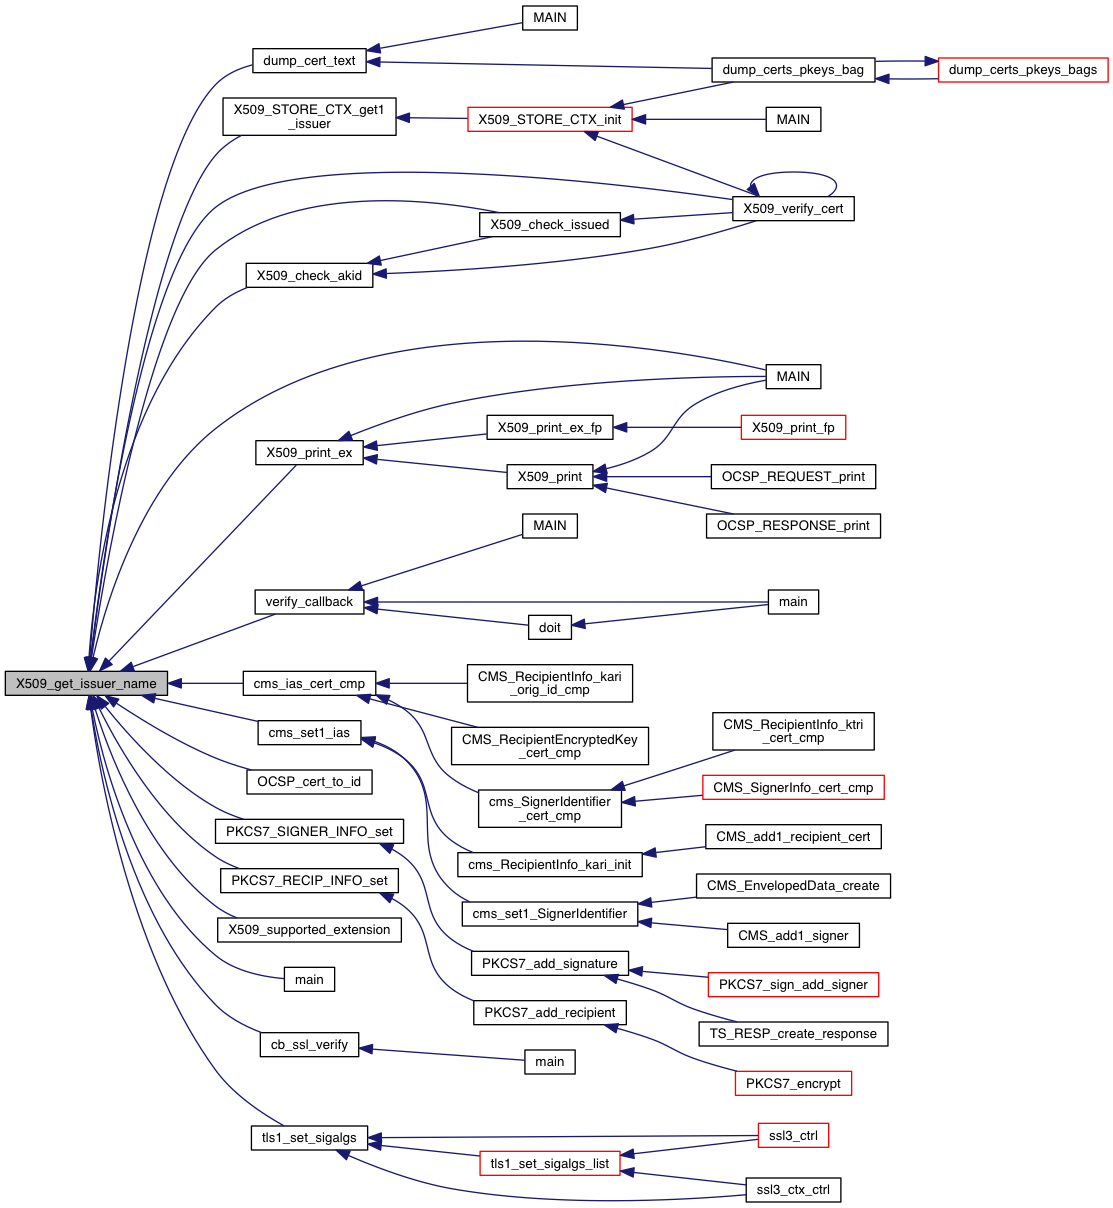 MAIN
dump_cert_text
dump_certs_pkeys_bag
dump_certs_pkeys_bags
X509_STORE_CTX_get1
_issuer
X509_STORE_CTX_init
MAIN
X509_verify_cert
X509_check_issued
X509_check_akid
MAIN
X509_print_ex_fp
X509_print_fp
X509_print_ex
X509_print
OCSP_REQUEST_print
OCSP_RESPONSE_print
MAIN
verify_callback
main
doit
X509_get_issuer_name
cms_ias_cert_cmp
CMS_RecipientInfo_kari
_orig_id_cmp
cms_set1_ias
CMS_RecipientEncryptedKey
_cert_cmp
CMS_RecipientInfo_ktri
_cert_cmp
OCSP_cert_to_id
cms_SignerIdentifier
_cert_cmp
CMS_SignerInfo_cert_cmp
PKCS7_SIGNER_INFO_set
CMS_add1_recipient_cert
cms_RecipientInfo_kari_init
PKCS7_RECIP_INFO_set
CMS_EnvelopedData_create
cms_set1_SignerIdentifier
X509_supported_extension
CMS_add1_signer
PKCS7_add_signature
main
PKCS7_sign_add_signer
PKCS7_add_recipient
TS_RESP_create_response
cb_ssl_verify
main
PKCS7_encrypt
tls1_set_sigalgs
ssl3_ctrl
tls1_set_sigalgs_list
ssl3_ctx_ctrl